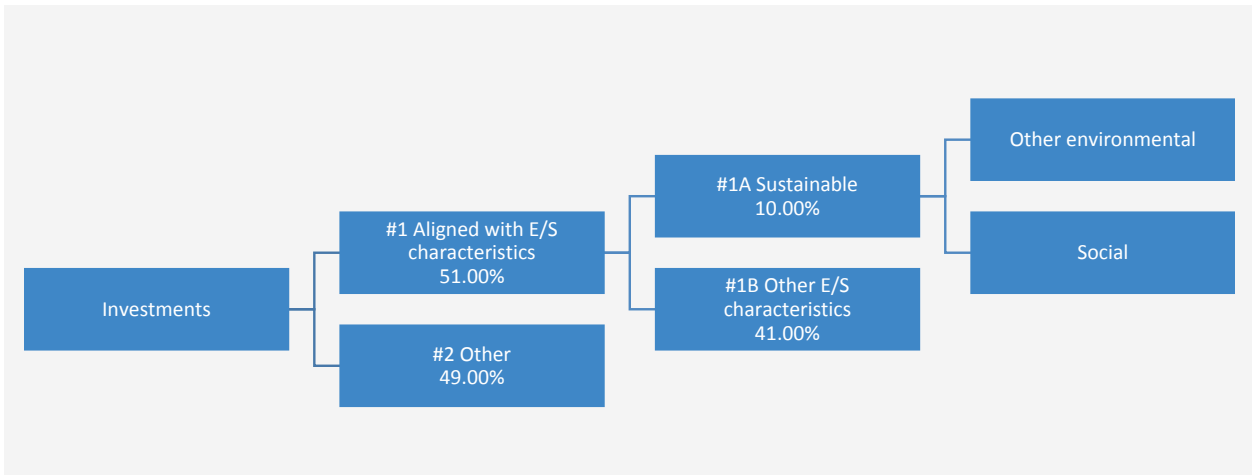 Investments
#1 Aligned with E/S
characteristics
51.00%
#2 Other
49.00%
#1A Sustainable
10.00%
#1B Other E/S
characteristics
41.00%
Other environmental
Social